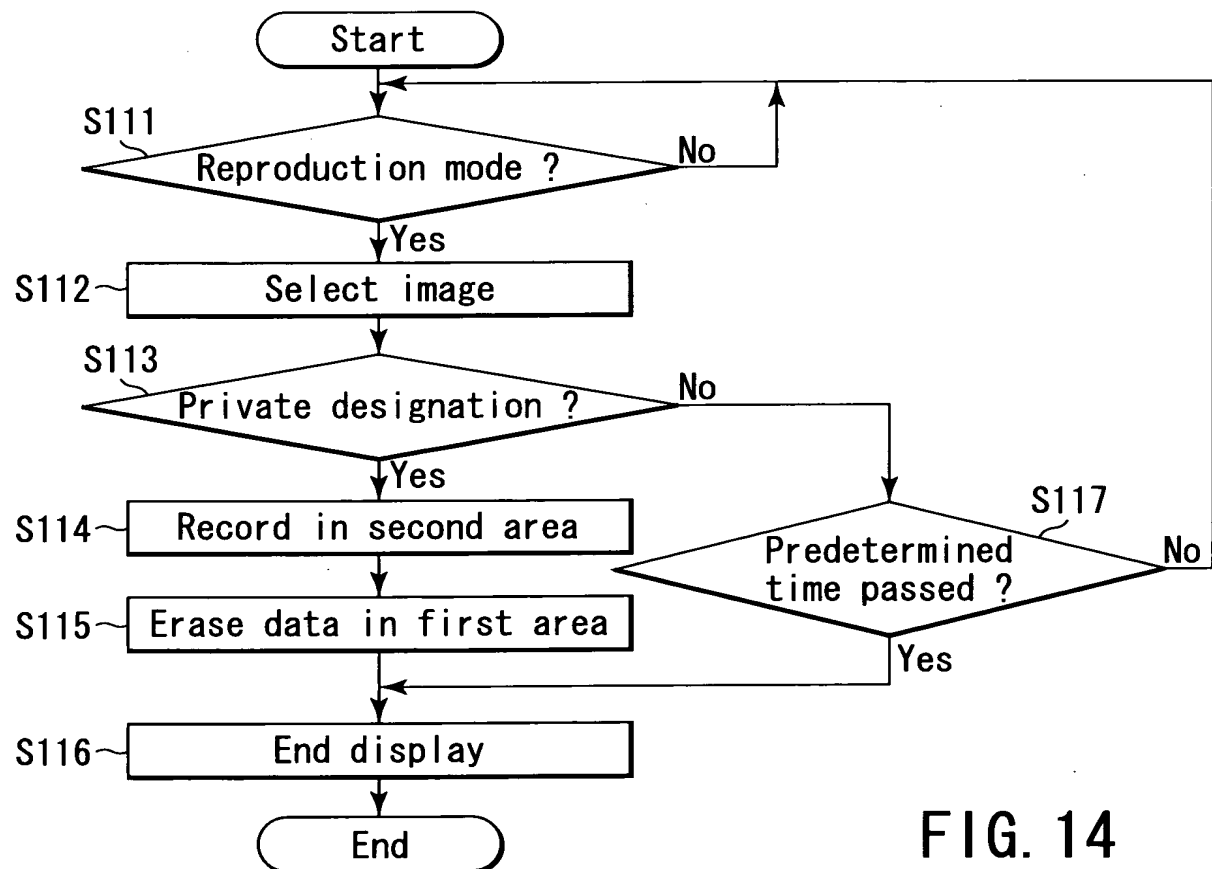 Start
S111
Reproduction mode ?
No
Yes
S112
Select image
S113
Private designation ?
No
Yes
S114
Record in second area
S117
Predetermined
time passed ?
No
S115
Erase data in first area
Yes
S116
End display
End
FIG. 14